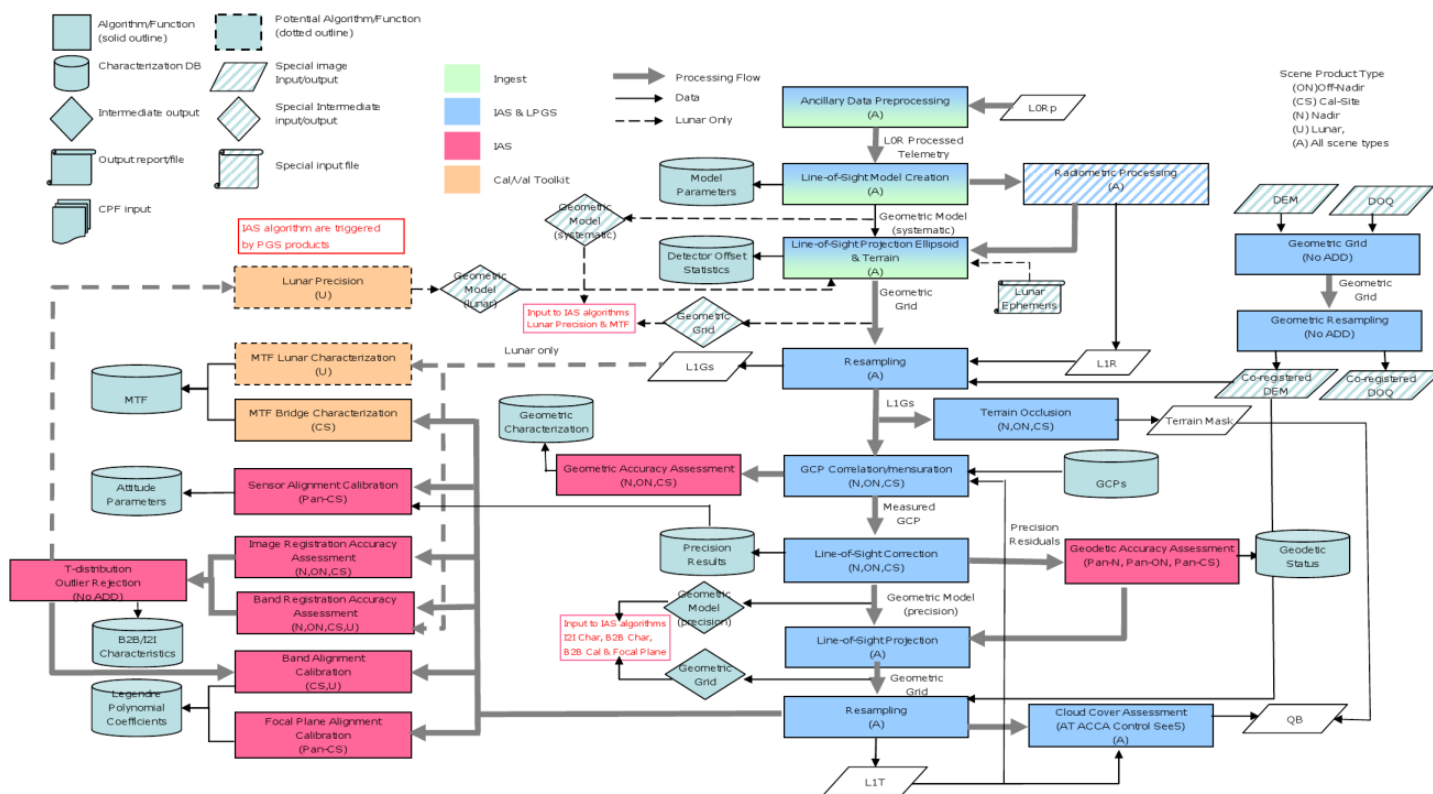 Algorithm/Function
(solid outline)
Potential Algorithm/Function
(dotted outline)
Characterization DB
Special image
Input/output
Intermediate output
Special Intermediate
input/output
Output report/file
Special input file
CPF input
Ingest
IAS & LPGS
IAS
Cal/Val Toolkit
Processing Flow
Data
Lunar Only
Scene Product Type
(ON)Off-Nadir
(CS) Cal-Site
(N) Nadir
(U) Lunar,
(A) All scene types
IAS algorithm are triggered
by PGS products
Ancillary Data Preprocessing
(A)
L0Rp
L0R Processed
Telemetry
Model
Parameters
Line-of-Sight Model Creation
(A)
Radiometric Processing
(A)
Geometric
Model
(systematic)
Geometric Model
(systematic)
DEM
DOQ
Detector Offset
Statistics
Line-of-Sight Projection Ellipsoid
& Terrain
(A)
Geometric Grid
(No ADD)
Lunar Precision
(U)
Geometric
Model
(lunar)
Lunar
Ephemeris
Geometric
Grid
Geometric
Grid
Input to IAS algorithms
Lunar Precision & MTF
Geometric
Grid
Geometric Resampling
(No ADD)
Lunar only
MTF Lunar Characterization
(U)
L1Gs
Resampling
(A)
L1R
Co-registered
DEM
Co-registered
DOQ
MTF
MTF Bridge Characterization
(CS)
Geometric
Characterization
L1Gs
Terrain Occlusion
(N,ON,CS)
Terrain Mask
Attitude
Parameters
Sensor Alignment Calibration
(Pan-CS)
Geometric Accuracy Assessment
(N,ON,CS)
GCP Correlation/mensuration
(N,ON,CS)
GCPs
Measured
GCP
Precision
Residuals
Image Registration Accuracy
Assessment
(N,ON,CS)
Precision
Results
Line-of-Sight Correction
(N,ON,CS)
Geodetic Accuracy Assessment
(Pan-N, Pan-ON, Pan-CS)
Geodetic
Status
T-distribution
Outlier Rejection
(No ADD)
Band Registration Accuracy
Assessment
(N,ON,CS,U)
Geometric
Model
(precision)
Geometric Model
(precision)
Input to IAS algorithms
I2I Char, B2B Char,
B2B Cal & Focal Plane
Line-of-Sight Projection
(A)
B2B/I2I
Characteristics
Band Alignment
Calibration
(CS,U)
Geometric
Grid
Geometric
Grid
Legendre
Polynomial
Coefficients
Focal Plane Alignment
Calibration
(Pan-CS)
Resampling
(A)
Cloud Cover Assessment
(AT ACCA Control See5)
(A)
QB
L1T